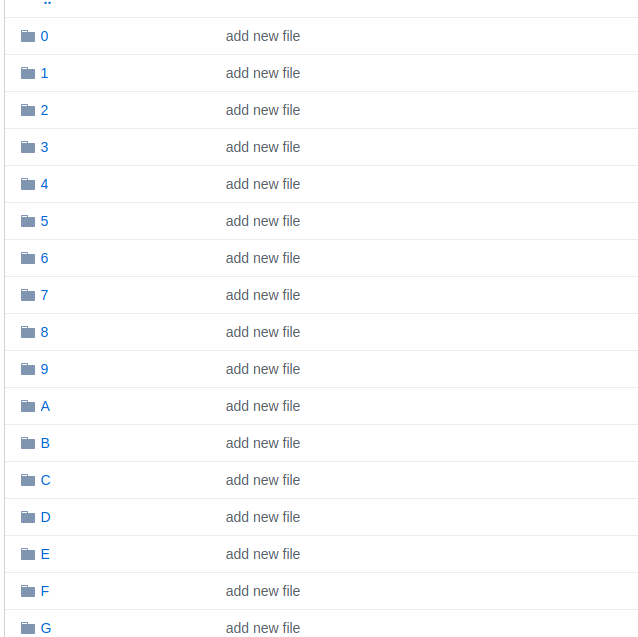 ..
0 add new file
1 add new file
2 add new file
3 add new file
4 add new file
5 add new file
6 add new file
7 add new file
8 add new file
9 add new file
A add new file
B add new file
C add new file
D add new file
E add new file
F add new file
G add new file